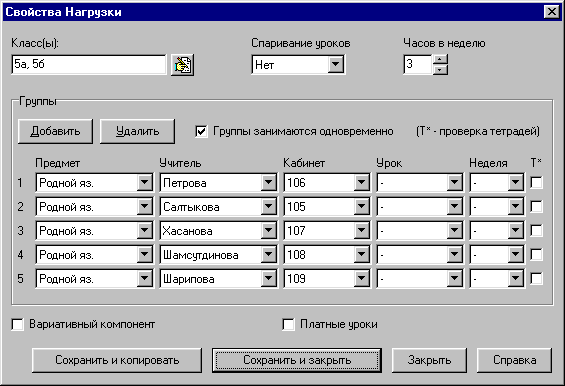 Свойства Нагрузки
Класс(ы): Спаривание уроков Часов в неделю
5а, 5б Нет 3
Группы
Добавить Удалить Группы занимаются одновременно (Т* - проверка тетрадей)
Предмет Учитель Кабинет Урок Неделя Т*
1 Родной яз. Петрова 106 - -
2 Родной яз. Салтыкова 105 - -
3 Родной яз. Хасанова 107 - -
4 Родной яз. Шамсутдинова 108 - -
5 Родной яз. Шарипова 109 - -
Вариативный компонент Платные уроки
Сохранить и копировать Сохранить и закрыть Закрыть Справка